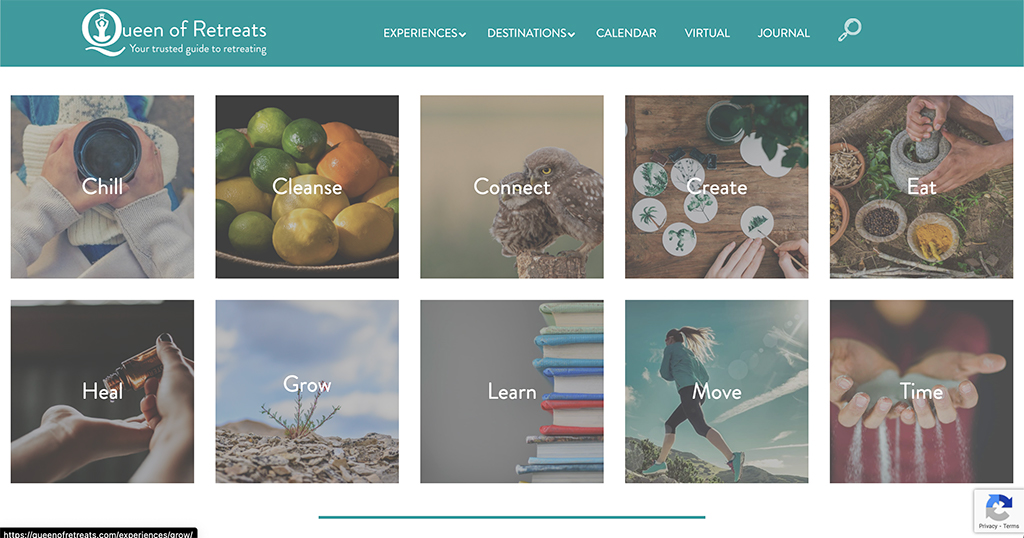 Queen of Retreats
Your trusted guide to retreating
EXPERIENCES
DESTINATIONS
CALENDAR
VIRTUAL
JOURNAL
Chill
Cleanse
Connect
Create
Eat
Heal
Grow
Learn
Move
Time
Privacy - Terms
https://queenofretreats.com/experiences/grow/